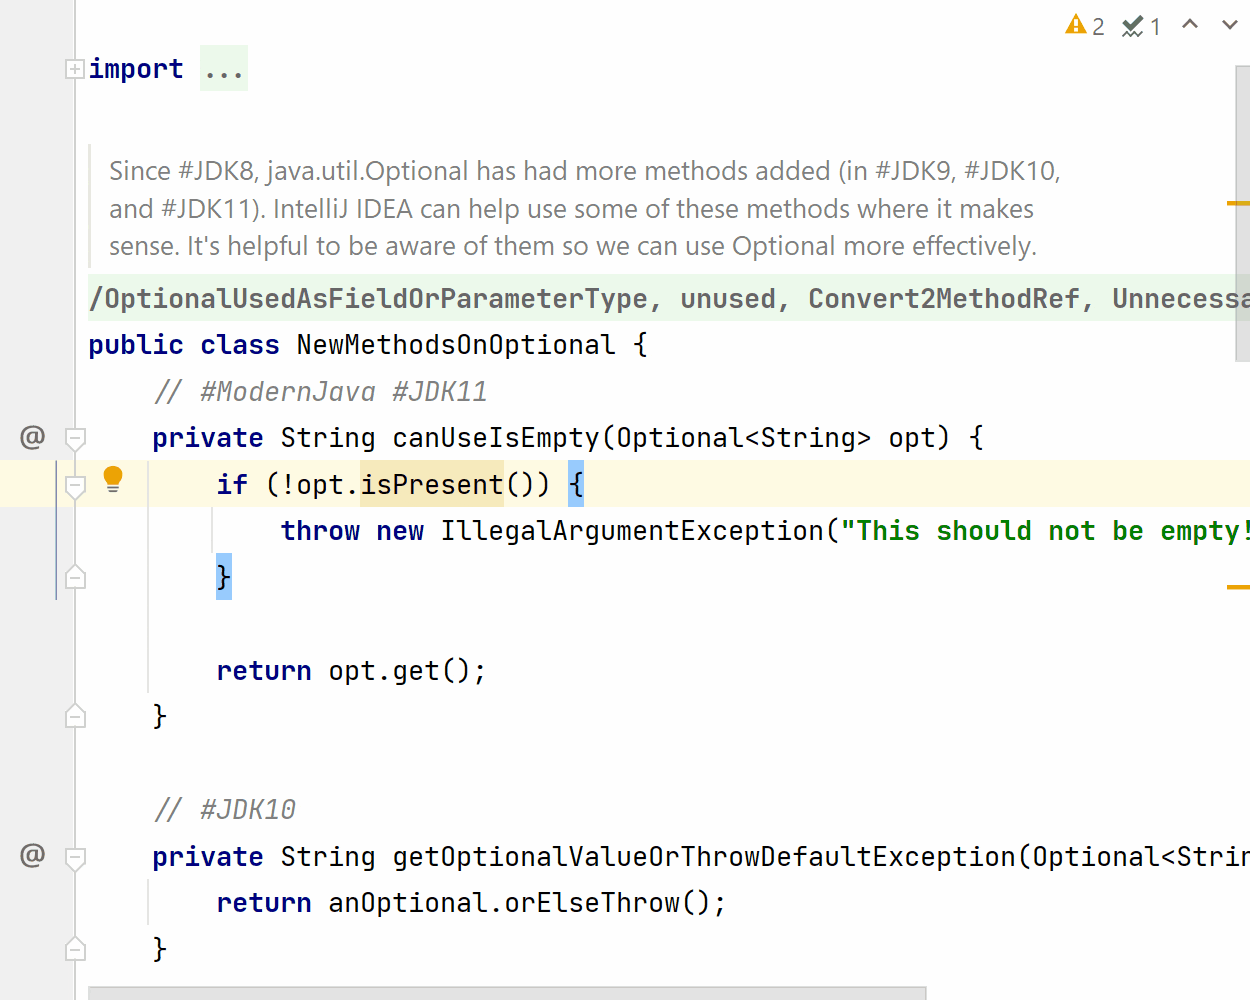 2 1
import ...
Since #JDK8, java.util.Optional has had more methods added (in #JDK9, #JDK10,
and #JDK11). IntelliJ IDEA can help use some of these methods where it makes
sense. It's helpful to be aware of them so we can use Optional more effectively.
/OptionalUsedAsFieldOrParameterType, unused, Convert2MethodRef, Unnecessa
public class NewMethodsOnOptional {
// #ModernJava #JDK11
@ private String canUseIsEmpty(Optional<String> opt) {
if (!opt.isPresent()) {
throw new IllegalArgumentException("This should not be empty!
}
return opt.get();
}
// #JDK10
@ private String getOptionalValueOrThrowDefaultException(Optional<Strin
return anOptional.orElseThrow();
}